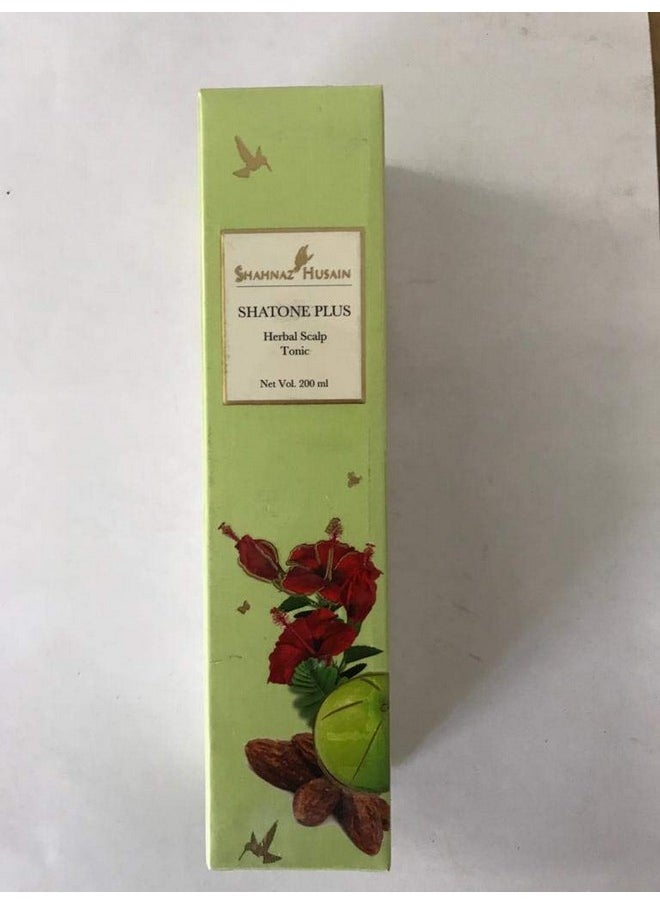 SHAHNAZ HUSAIN
SHATONE PLUS
Herbal Scalp
Tonic
Net Vol. 200 ml